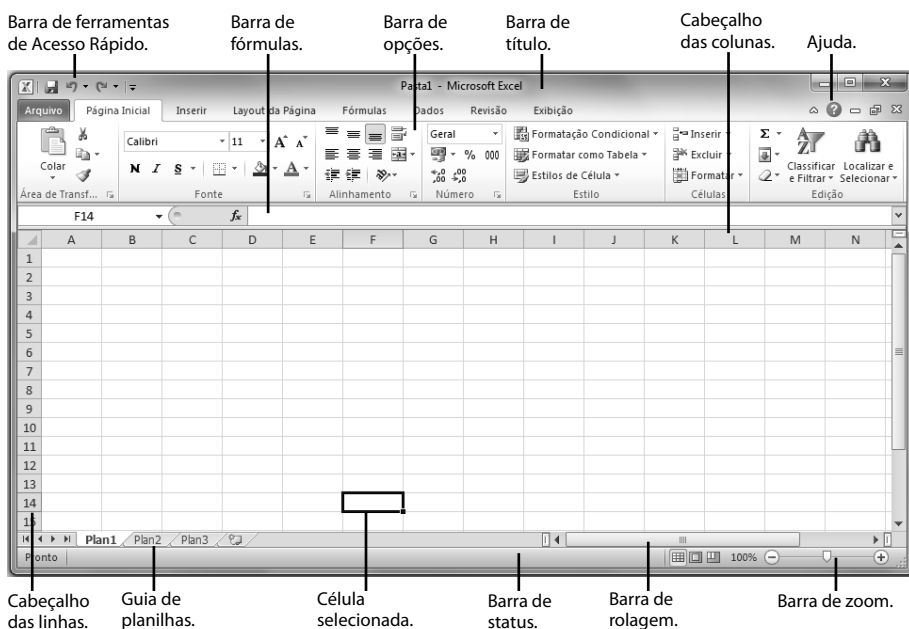 Barra de ferramentas
de Acesso Rápido.
Barra de
fórmulas.
Barra de
opções.
Barra de
título.
Cabeçalho
das colunas.
Ajuda.
Pasta1 - Microsoft Excel
Arquivo Página Inicial Inserir Layout da Página Fórmulas Dados Revisão Exibição
Colar
Calibri 11
N I S
A A
Geral
% 000
Formatação Condicional
Formatar como Tabela
Estilos de Célula
Inserir
Excluir
Formatar
Σ
Classificar
e Filtrar
Localizar e
Selecionar
Área de Transf... Fonte Alinhamento Número Estilo Células Edição
F14 fx
A B C D E F G H I J K L M N
1
2
3
4
5
6
7
8
9
10
11
12
13
14
15
Plan1 Plan2 Plan3
Pronto 100%
Cabeçalho
das linhas.
Guia de
planilhas.
Célula
selecionada.
Barra de
status.
Barra de
rolagem.
Barra de zoom.